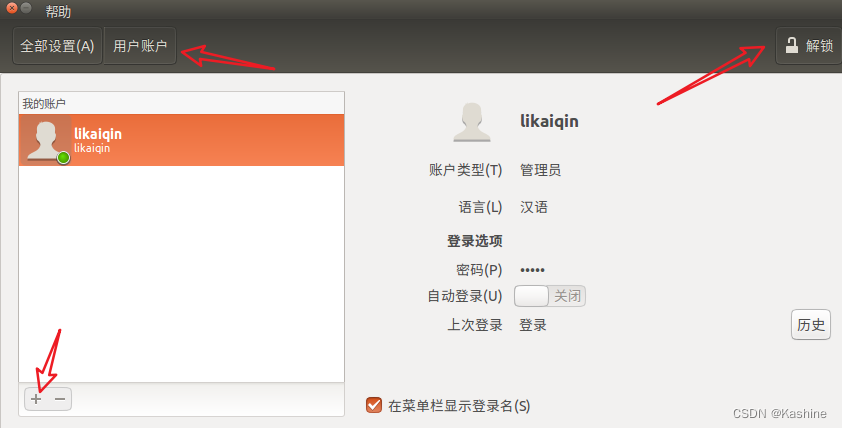 帮助
全部设置(A) 用户账户 解锁
我的账户
likaiqin
likaiqin
likaiqin
账户类型(T) 管理员
语言(L) 汉语
登录选项
密码(P) •••••
自动登录(U) 关闭
上次登录 登录 历史
在菜单栏显示登录名(S)
CSDN @Kashine